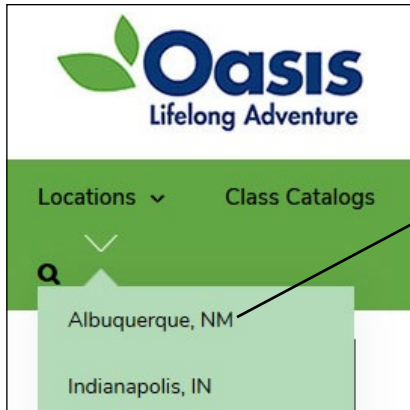 Oasis
Lifelong Adventure
Locations Class Catalogs
Albuquerque, NM
Indianapolis, IN